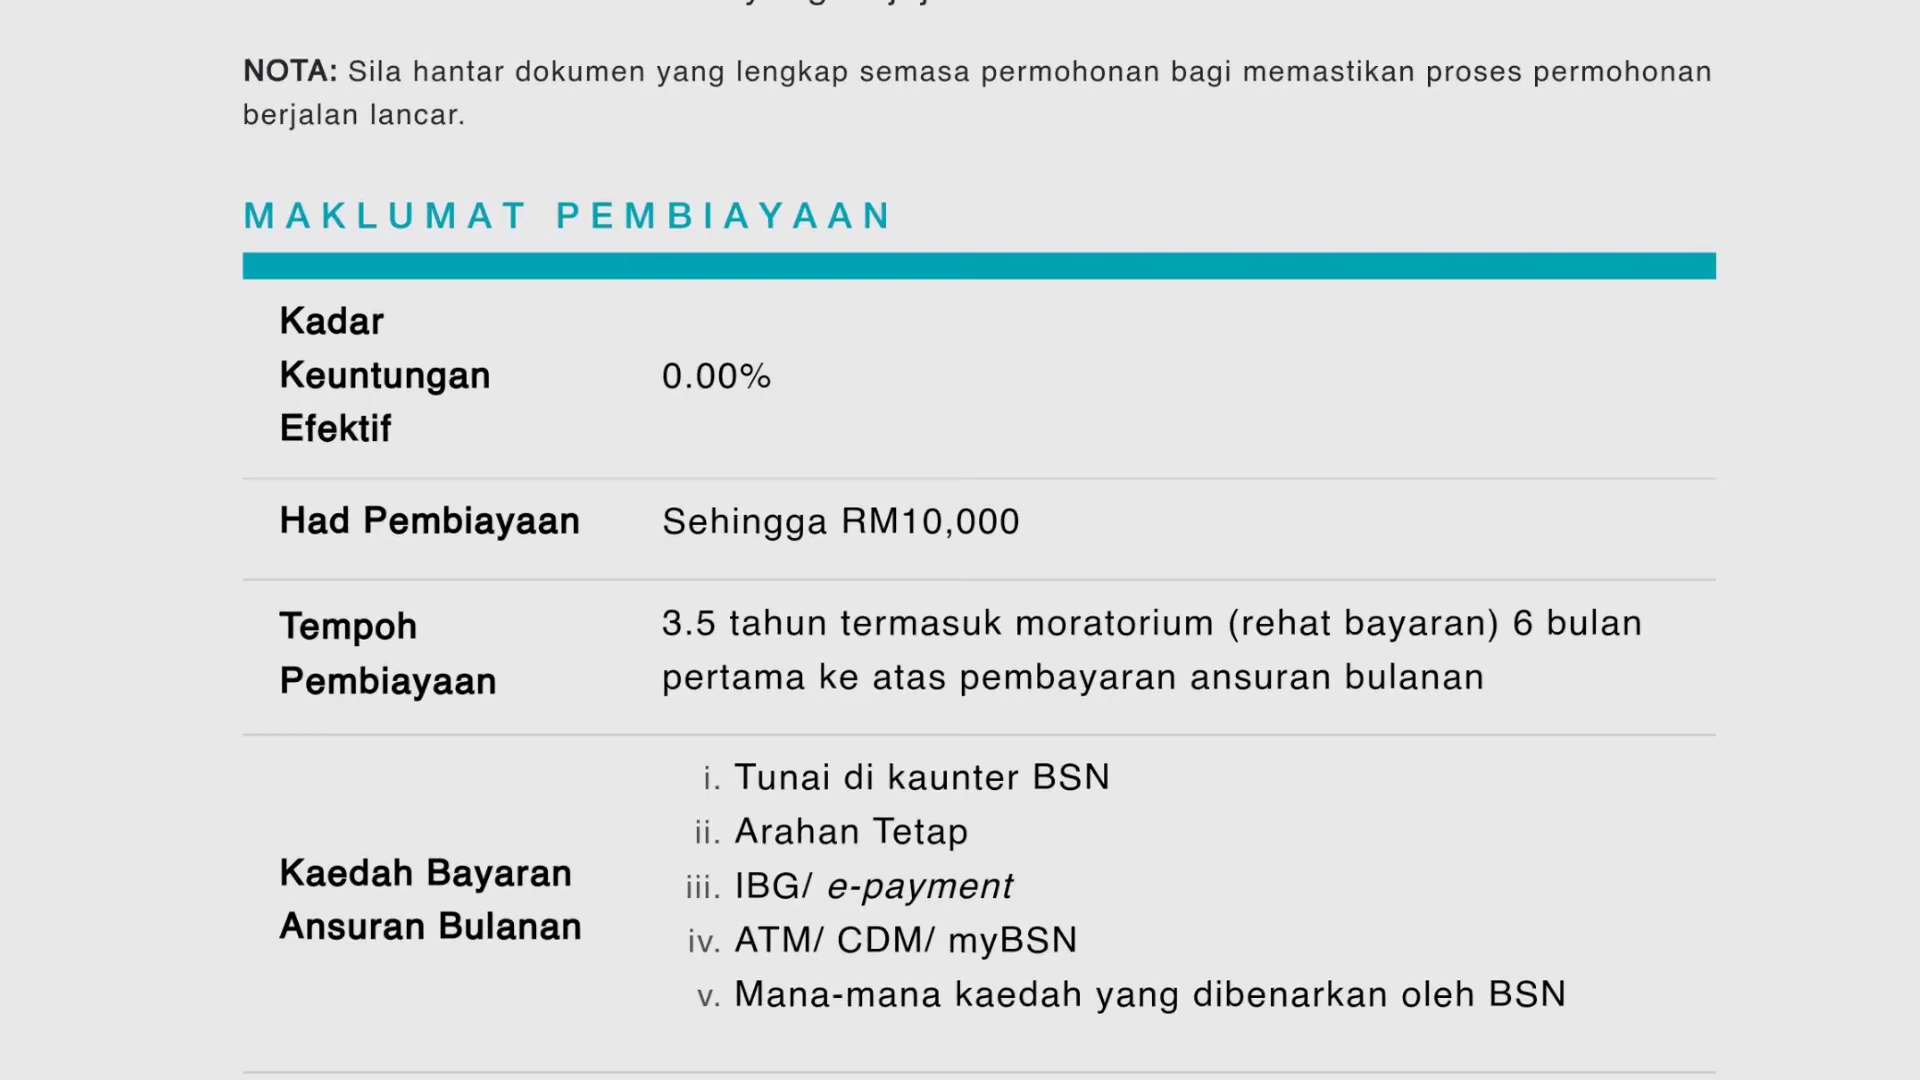 NOTA: Sila hantar dokumen yang lengkap semasa permohonan bagi memastikan proses permohonan
berjalan lancar.
MAKLUMAT PEMBIAYAAN
Kadar
Keuntungan
Efektif
0.00%
Had Pembiayaan
Sehingga RM10,000
Tempoh
Pembiayaan
3.5 tahun termasuk moratorium (rehat bayaran) 6 bulan
pertama ke atas pembayaran ansuran bulanan
Kaedah Bayaran
Ansuran Bulanan
i. Tunai di kaunter BSN
ii. Arahan Tetap
iii. IBG/ e-payment
iv. ATM/ CDM/ myBSN
v. Mana-mana kaedah yang dibenarkan oleh BSN